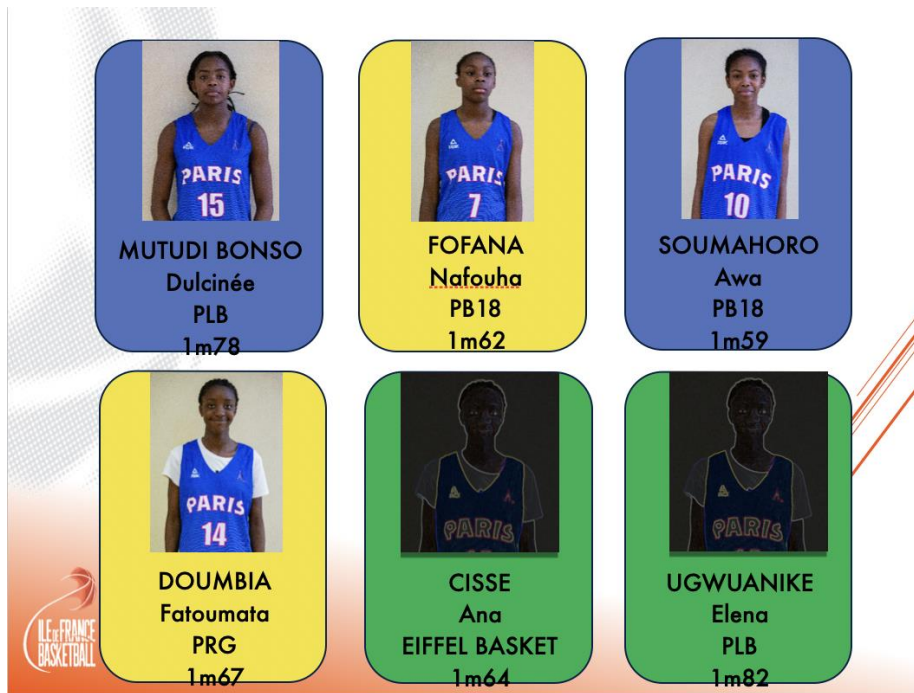 PARIS
15
MUTUDI BONSO
Dulcinée
PLB
1m78
PARIS
7
FOFANA
Nafouha
PB18
1m62
PARIS
10
SOUMAHORO
Awa
PB18
1m59
PARIS
14
DOUMBIA
Fatoumata
PRG
1m67
PARIS
CISSE
Ana
EIFFEL BASKET
1m64
PARIS
UGWUANIKE
Elena
PLB
1m82
ILE DE FRANCE
BASKETBALL